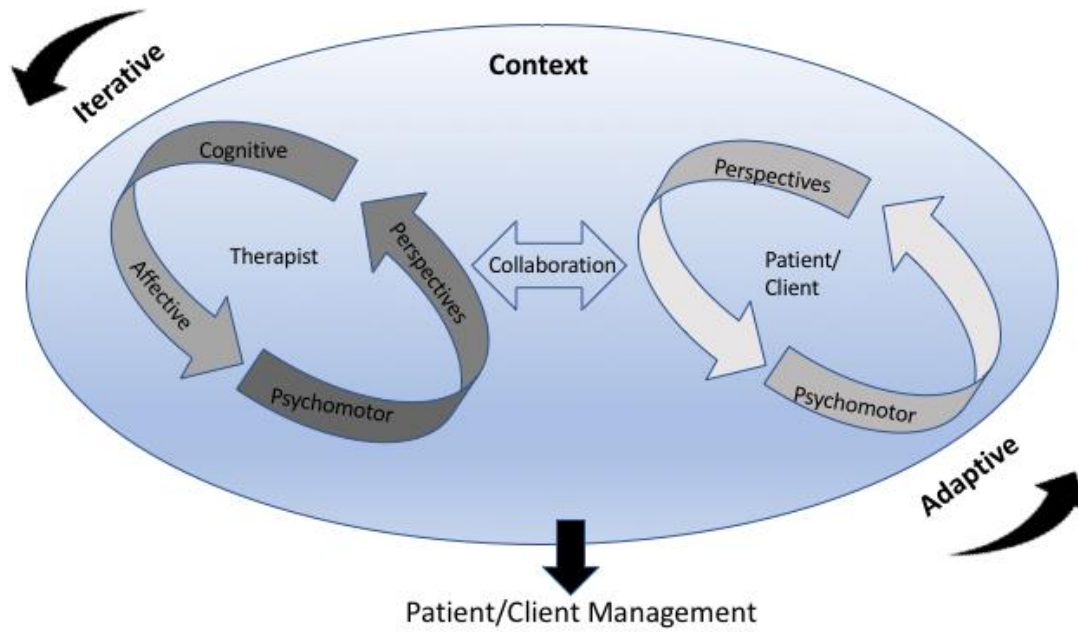 Iterative
Context
Cognitive
Affective
Therapist
Perspectives
Psychomotor
Collaboration
Perspectives
Patient/
Client
Psychomotor
Adaptive
Patient/Client Management